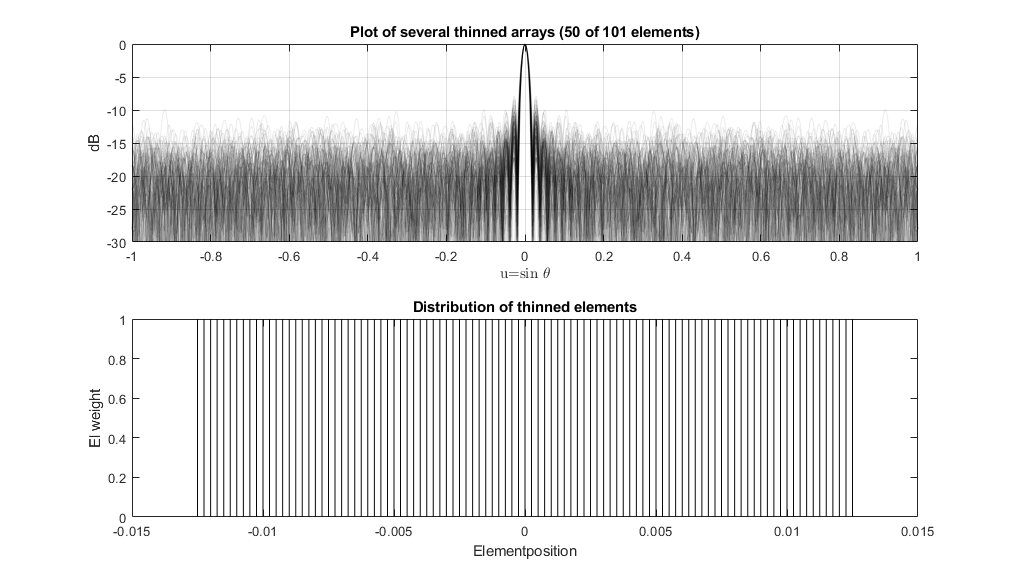 Plot of several thinned arrays (50 of 101 elements)
0
-5
-10
-15
-20
-25
-30
dB
-1 -0.8 -0.6 -0.4 -0.2 0 0.2 0.4 0.6 0.8 1
u=sin θ
Distribution of thinned elements
1
0.8
0.6
0.4
0.2
0
El weight
-0.015 -0.01 -0.005 0 0.005 0.01 0.015
Elementposition